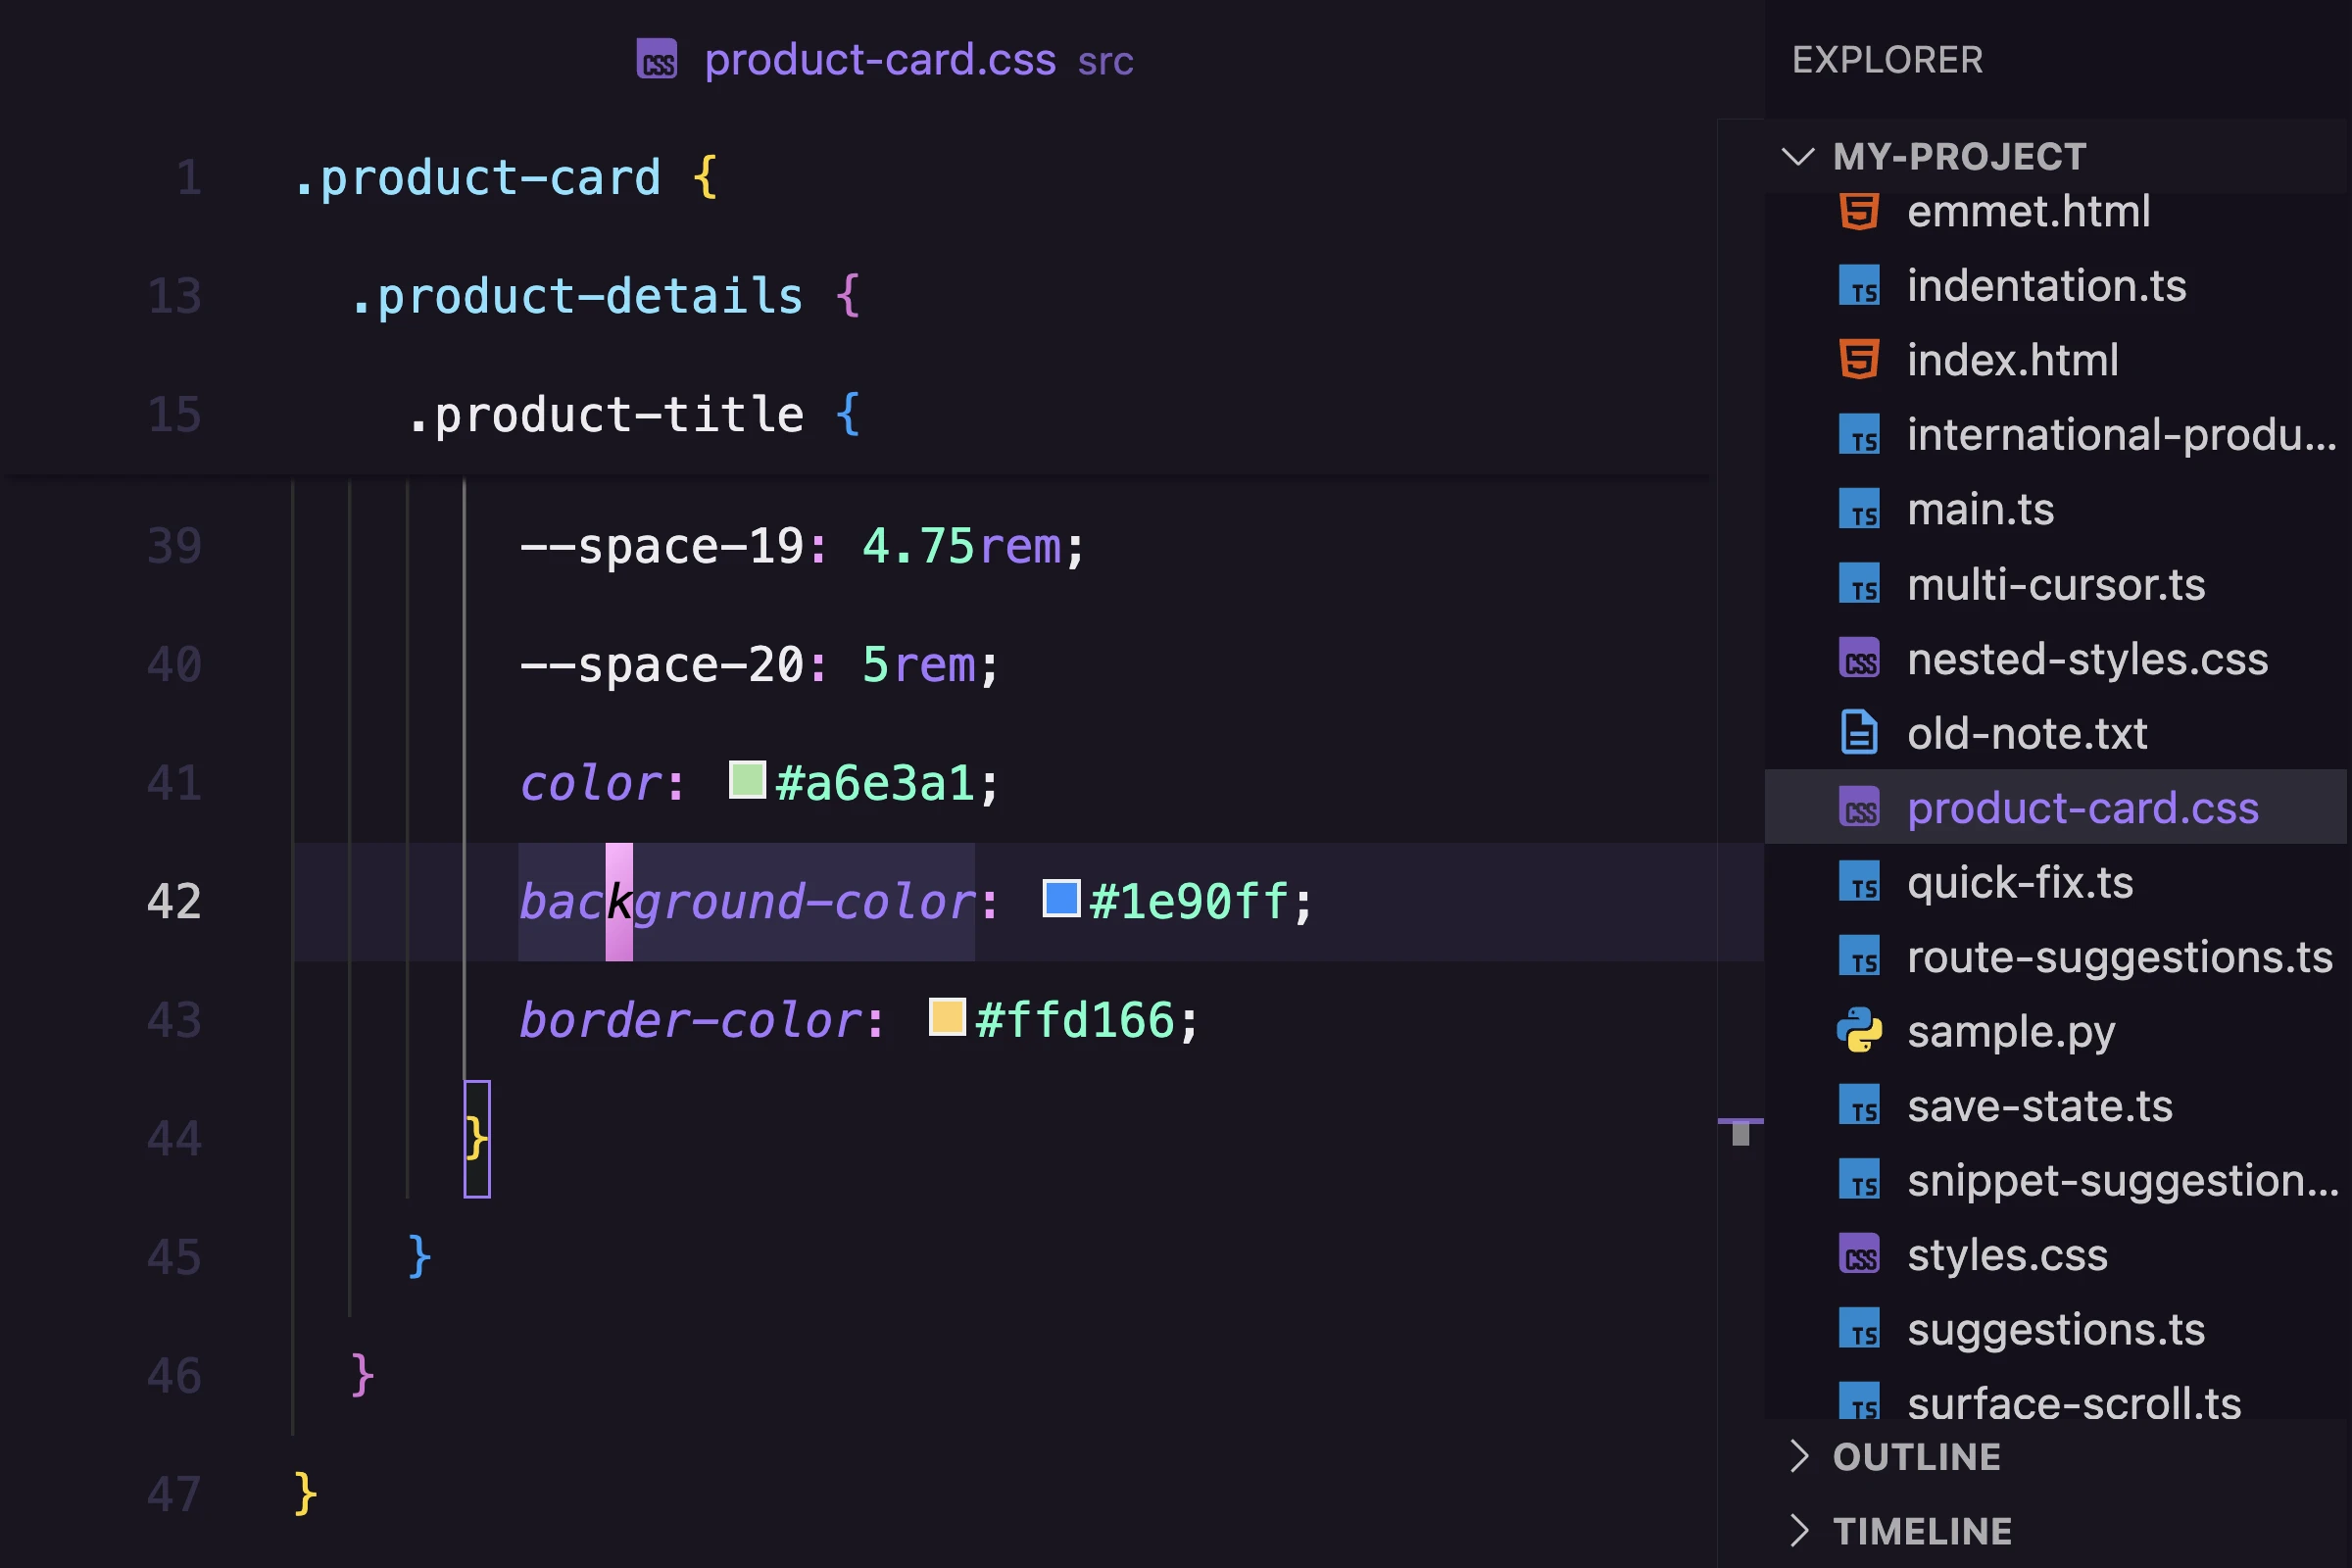 product-card.css src
1 .product-card {
13 .product-details {
15 .product-title {
39 --space-19: 4.75rem;
40 --space-20: 5rem;
41 color: #a6e3a1;
42 background-color: #1e90ff;
43 border-color: #ffd166;
44 }
45 }
46 }
47 }
EXPLORER
MY-PROJECT
emmet.html
indentation.ts
index.html
international-produ...
main.ts
multi-cursor.ts
nested-styles.css
old-note.txt
product-card.css
quick-fix.ts
route-suggestions.ts
sample.py
save-state.ts
snippet-suggestion...
styles.css
suggestions.ts
surface-scroll.ts
OUTLINE
TIMELINE